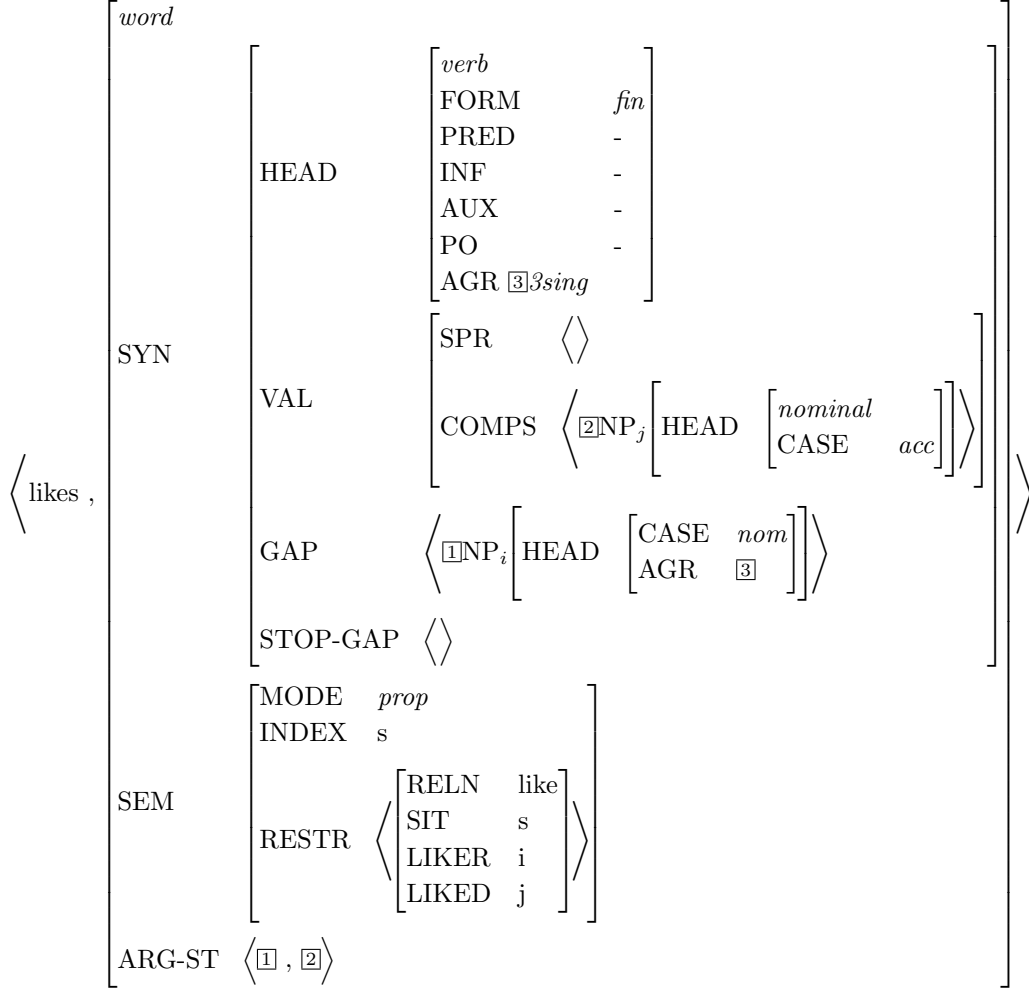 word
verb
FORM fin
PRED -
INF -
HEAD AUX -
PO -
AGR 3 3sing
SPR ⟨⟩
SYN
VAL
COMPS ⟨ 2 NP_j [ HEAD [ nominal
CASE acc ] ] ⟩
⟨ likes ,
GAP ⟨ 1 NP_i [ HEAD [ CASE nom
AGR 3 ] ] ⟩
STOP-GAP ⟨⟩
MODE prop
INDEX s
SEM
RESTR ⟨ [ RELN like
SIT s
LIKER i
LIKED j ] ⟩
ARG-ST ⟨ 1 , 2 ⟩